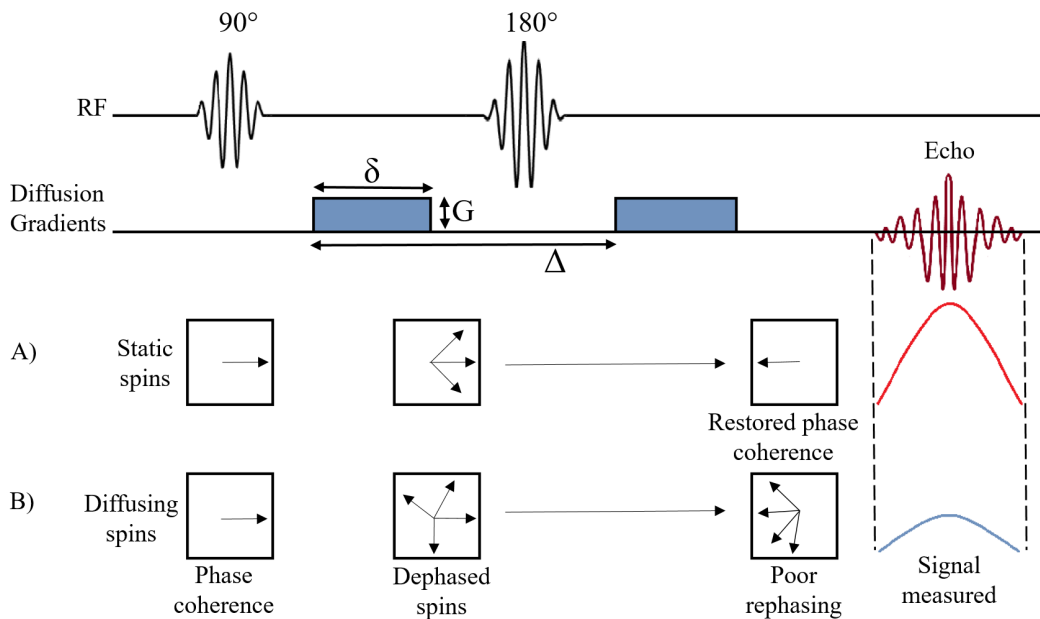 90°
180°
RF
Echo
Diffusion
Gradients
δ
G
Δ
A)
Static
spins
Restored phase
coherence
B)
Diffusing
spins
Phase
coherence
Dephased
spins
Poor
rephasing
Signal
measured